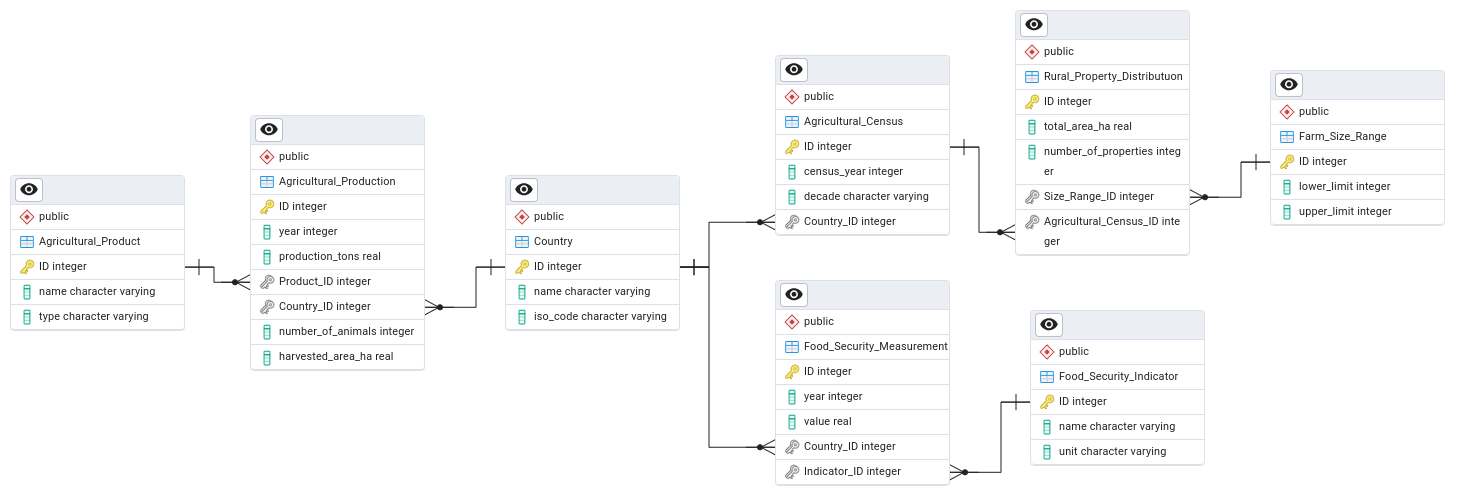 public
Agricultural_Product
ID integer
name character varying
type character varying
public
Agricultural_Production
ID integer
year integer
production_tons real
Product_ID integer
Country_ID integer
number_of_animals integer
harvested_area_ha real
public
Country
ID integer
name character varying
iso_code character varying
public
Agricultural_Census
ID integer
census_year integer
decade character varying
Country_ID integer
public
Food_Security_Measurement
ID integer
year integer
value real
Country_ID integer
Indicator_ID integer
public
Rural_Property_Distributuon
ID integer
total_area_ha real
number_of_properties integ
er
Size_Range_ID integer
Agricultural_Census_ID inte
ger
public
Food_Security_Indicator
ID integer
name character varying
unit character varying
public
Farm_Size_Range
ID integer
lower_limit integer
upper_limit integer